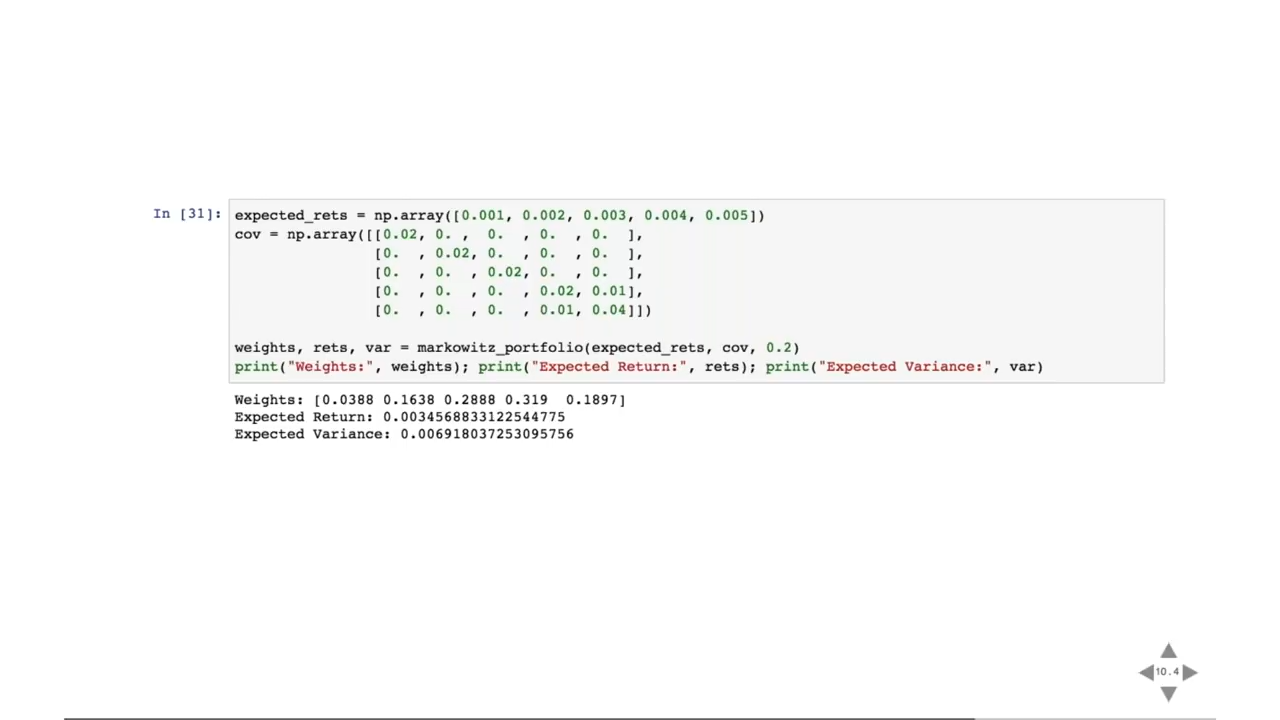 In [31]: expected_rets = np.array([0.001, 0.002, 0.003, 0.004, 0.005])
cov = np.array([[0.02, 0. , 0. , 0. , 0. ],
[0. , 0.02, 0. , 0. , 0. ],
[0. , 0. , 0.02, 0. , 0. ],
[0. , 0. , 0. , 0.02, 0.01],
[0. , 0. , 0. , 0.01, 0.04]])
weights, rets, var = markowitz_portfolio(expected_rets, cov, 0.2)
print("Weights:", weights); print("Expected Return:", rets); print("Expected Variance:", var)
Weights: [0.0388 0.1638 0.2888 0.319  0.1897]
Expected Return: 0.0034568833122544775
Expected Variance: 0.006918037253095756
10.4